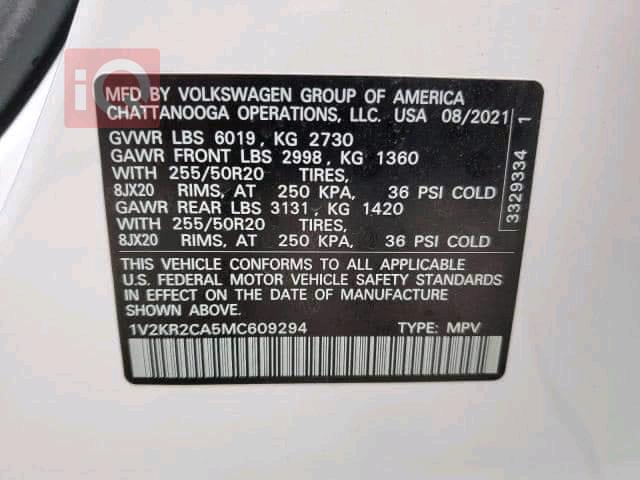 iQ
MFD BY VOLKSWAGEN GROUP OF AMERICA
CHATTANOOGA OPERATIONS, LLC. USA 08/2021
GVWR LBS 6019, KG 2730
GAWR FRONT LBS 2998, KG 1360
WITH 255/50R20 TIRES,
8JX20 RIMS, AT 250 KPA, 36 PSI COLD
GAWR REAR LBS 3131, KG 1420
WITH 255/50R20 TIRES,
8JX20 RIMS, AT 250 KPA, 36 PSI COLD
THIS VEHICLE CONFORMS TO ALL APPLICABLE
U.S. FEDERAL MOTOR VEHICLE SAFETY STANDARDS
IN EFFECT ON THE DATE OF MANUFACTURE
SHOWN ABOVE.
1V2KR2CA5MC609294 TYPE: MPV
3329334 1